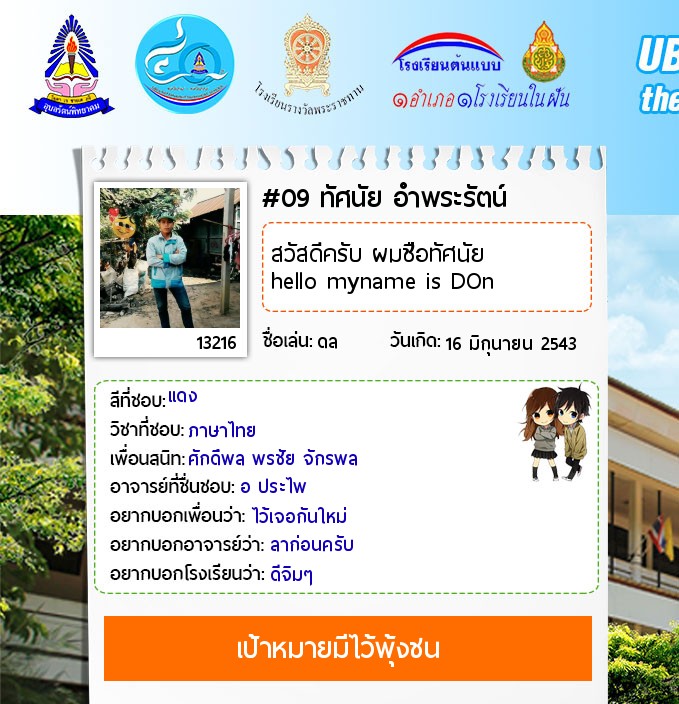 อุบลรัตน์พิทยาคม
โรงเรียนรางวัลพระราชทาน
โรงเรียนต้นแบบ
๑อำเภอ๑โรงเรียนในฝัน
UB
the
#09 ทัศนัย อำพระรัตน์
สวัสดีครับ ผมชือทัศนัย
hello myname is DOn
13216
ชื่อเล่น: ดล วันเกิด: 16 มิถุนายน 2543
สีที่ชอบ: แดง
วิชาที่ชอบ: ภาษาไทย
เพื่อนสนิท: ศักดิ์พล พรชัย จักรพล
อาจารย์ที่ชื่นชอบ: อ ประไพ
อยากบอกเพื่อนว่า: ไว้เจอกันใหม่
อยากบอกอาจารย์ว่า: ลาก่อนครับ
อยากบอกโรงเรียนว่า: ดีจิมๆ
เป้าหมายมีไว้พุ้งชน